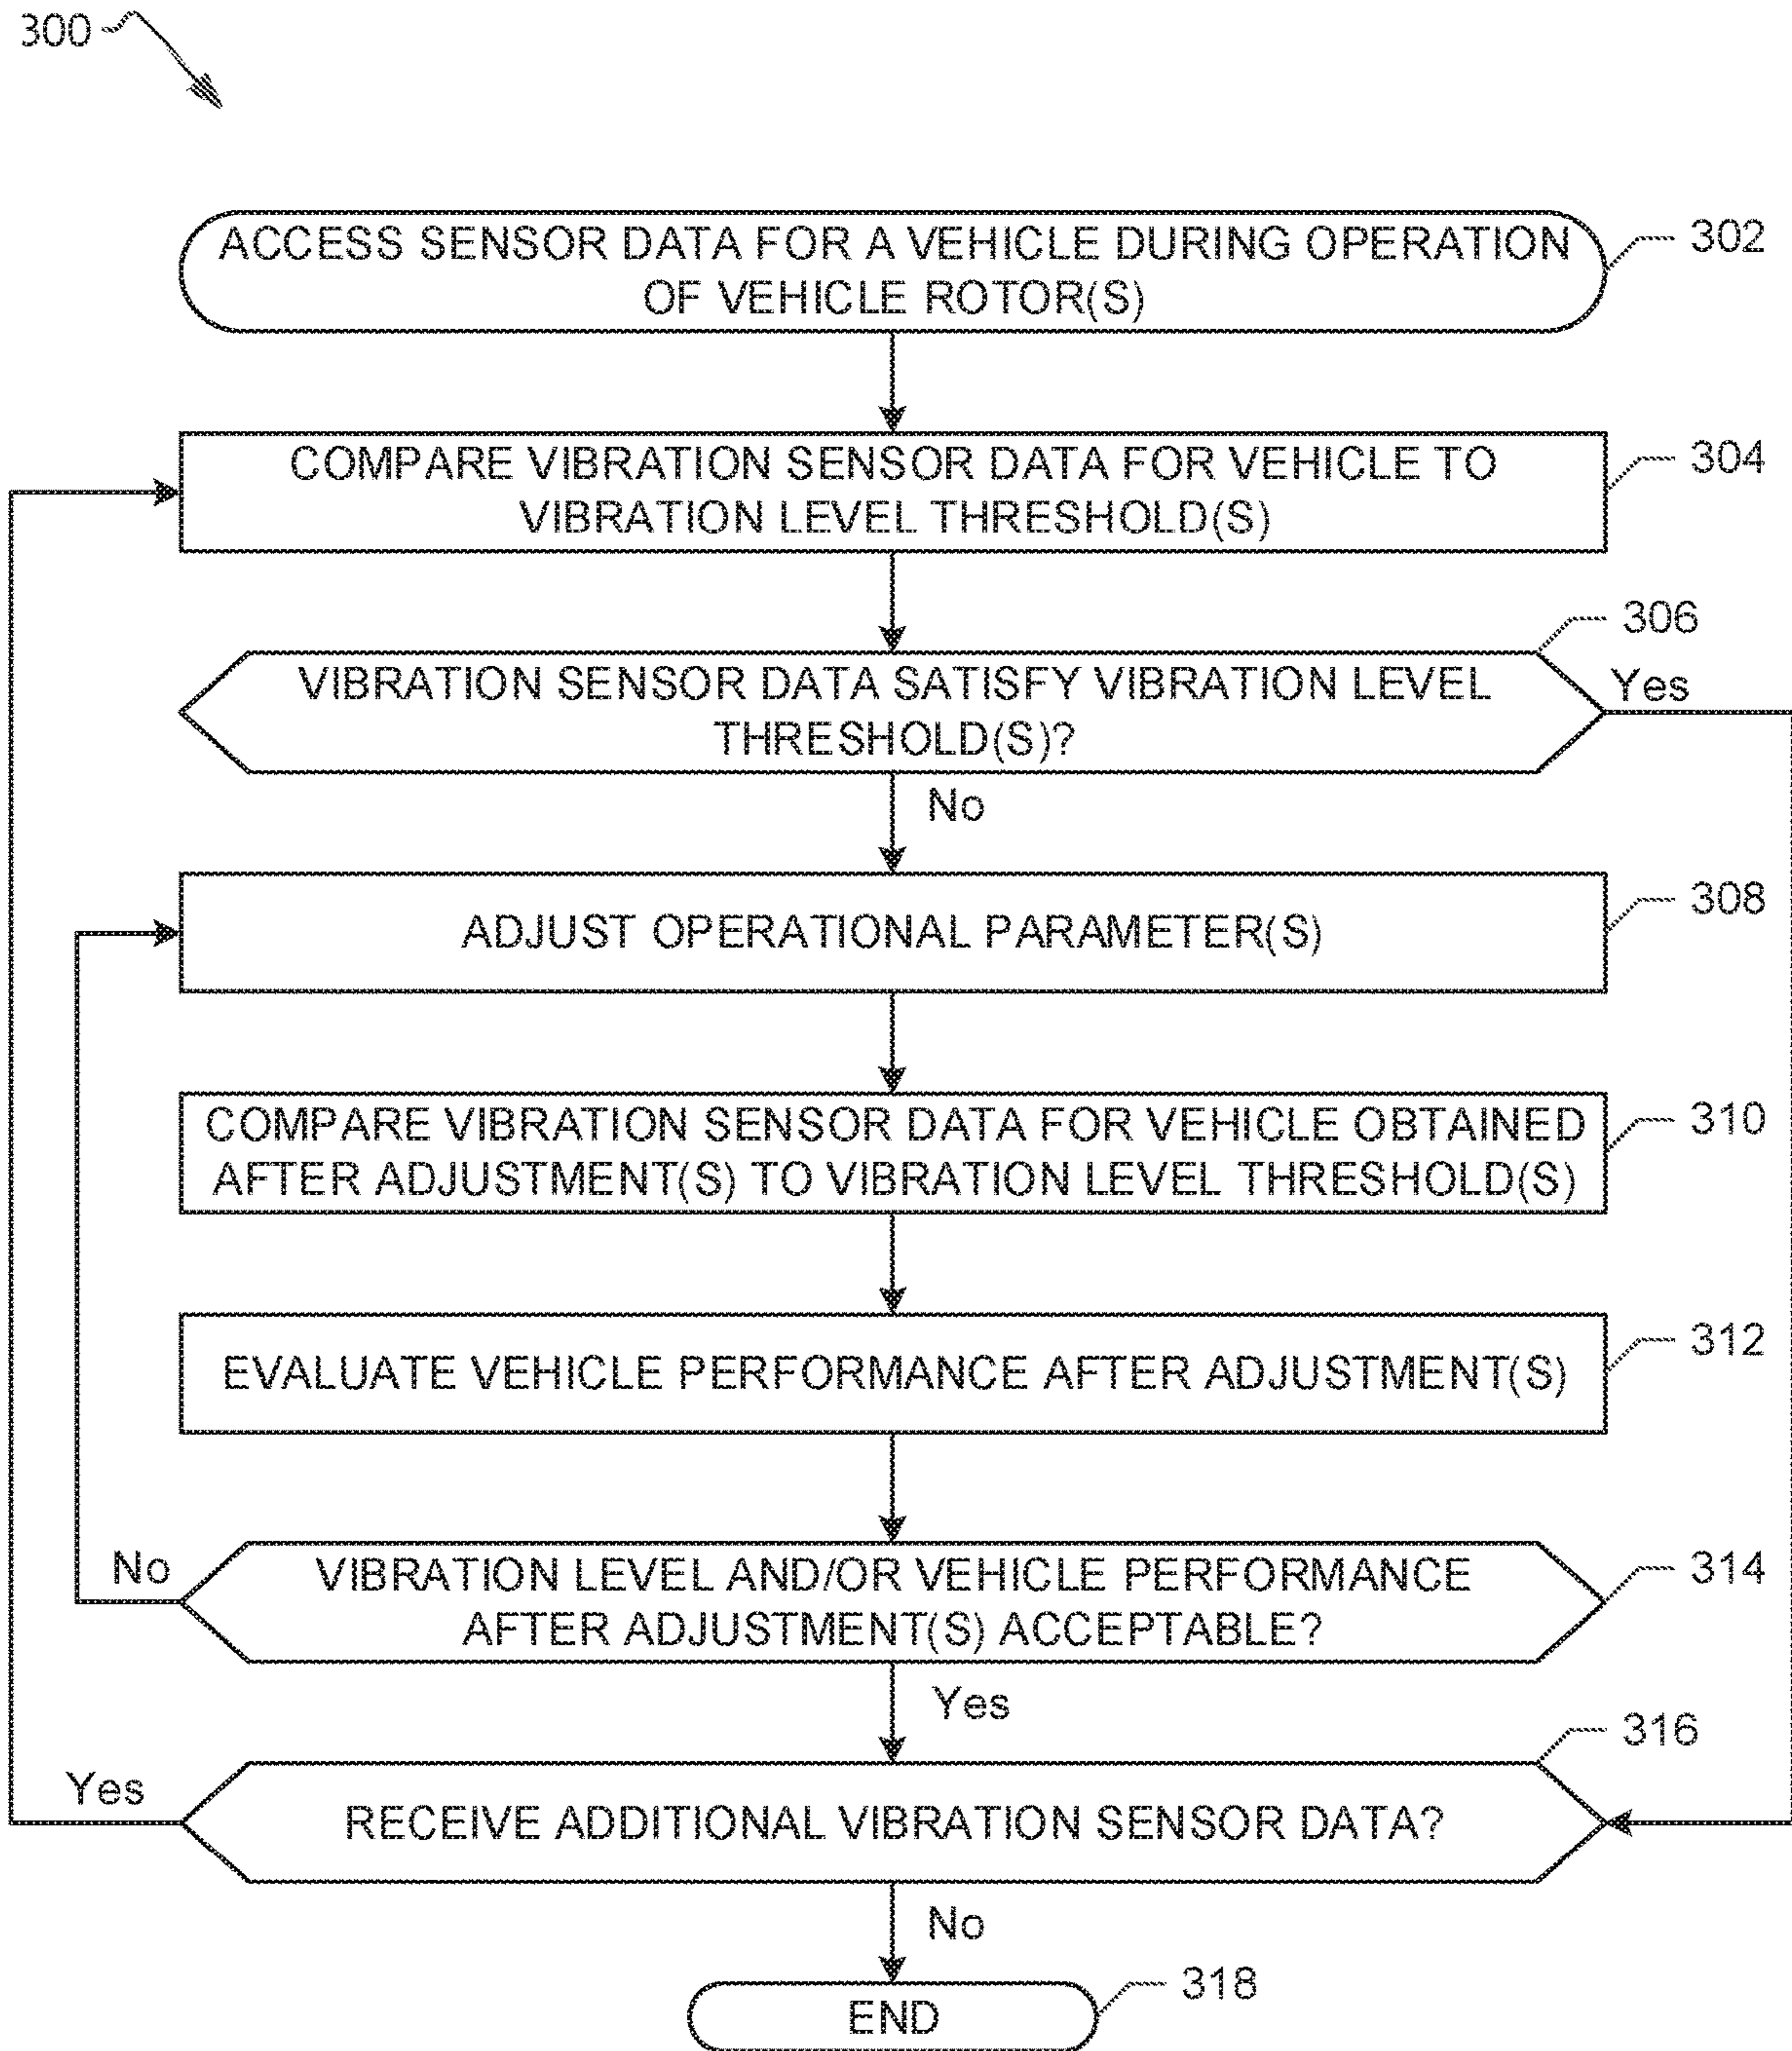 300
ACCESS SENSOR DATA FOR A VEHICLE DURING OPERATION
OF VEHICLE ROTOR(S)
302
COMPARE VIBRATION SENSOR DATA FOR VEHICLE TO
VIBRATION LEVEL THRESHOLD(S)
304
306
VIBRATION SENSOR DATA SATISFY VIBRATION LEVEL
THRESHOLD(S)?
Yes
No
ADJUST OPERATIONAL PARAMETER(S)
308
COMPARE VIBRATION SENSOR DATA FOR VEHICLE OBTAINED
AFTER ADJUSTMENT(S) TO VIBRATION LEVEL THRESHOLD(S)
310
EVALUATE VEHICLE PERFORMANCE AFTER ADJUSTMENT(S)
312
No
VIBRATION LEVEL AND/OR VEHICLE PERFORMANCE
AFTER ADJUSTMENT(S) ACCEPTABLE?
314
Yes
316
Yes
RECEIVE ADDITIONAL VIBRATION SENSOR DATA?
No
END
318